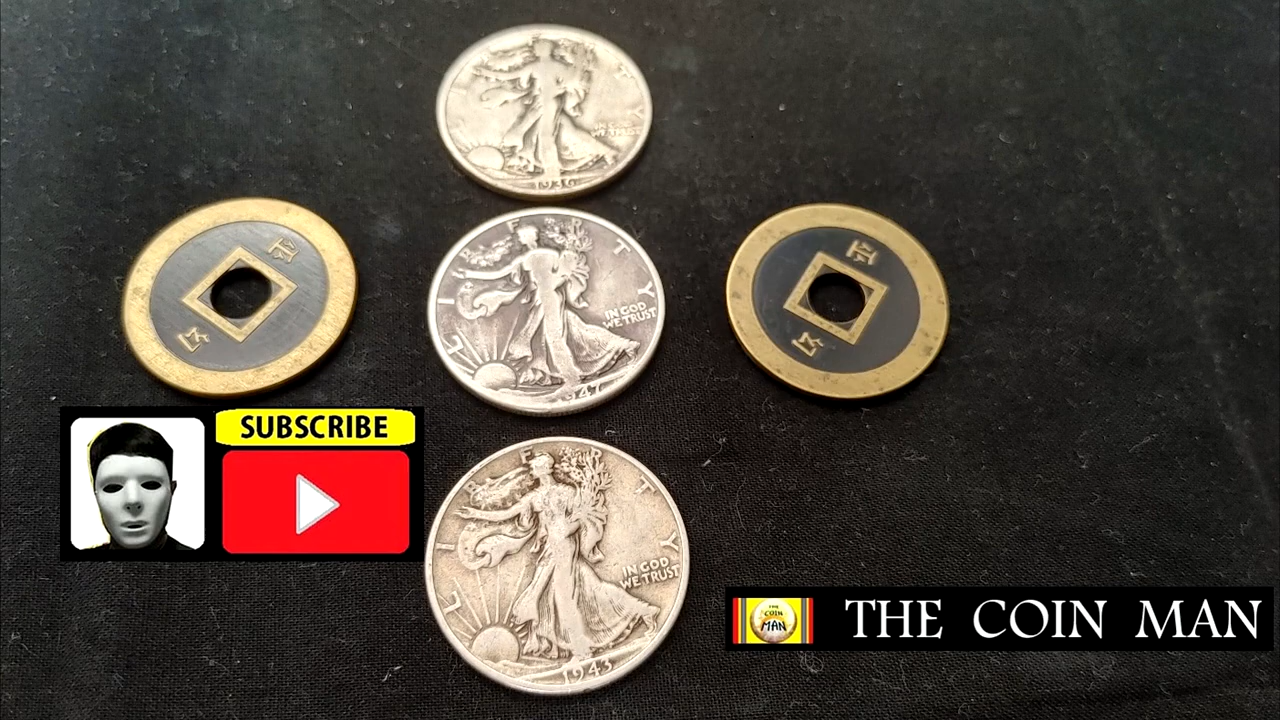 LIBERTY
IN GOD
WE TRUST
1936
LIBERTY
IN GOD
WE TRUST
1947
SUBSCRIBE
LIBERTY
IN GOD
WE TRUST
1943
THE
COIN
MAN
THE COIN MAN